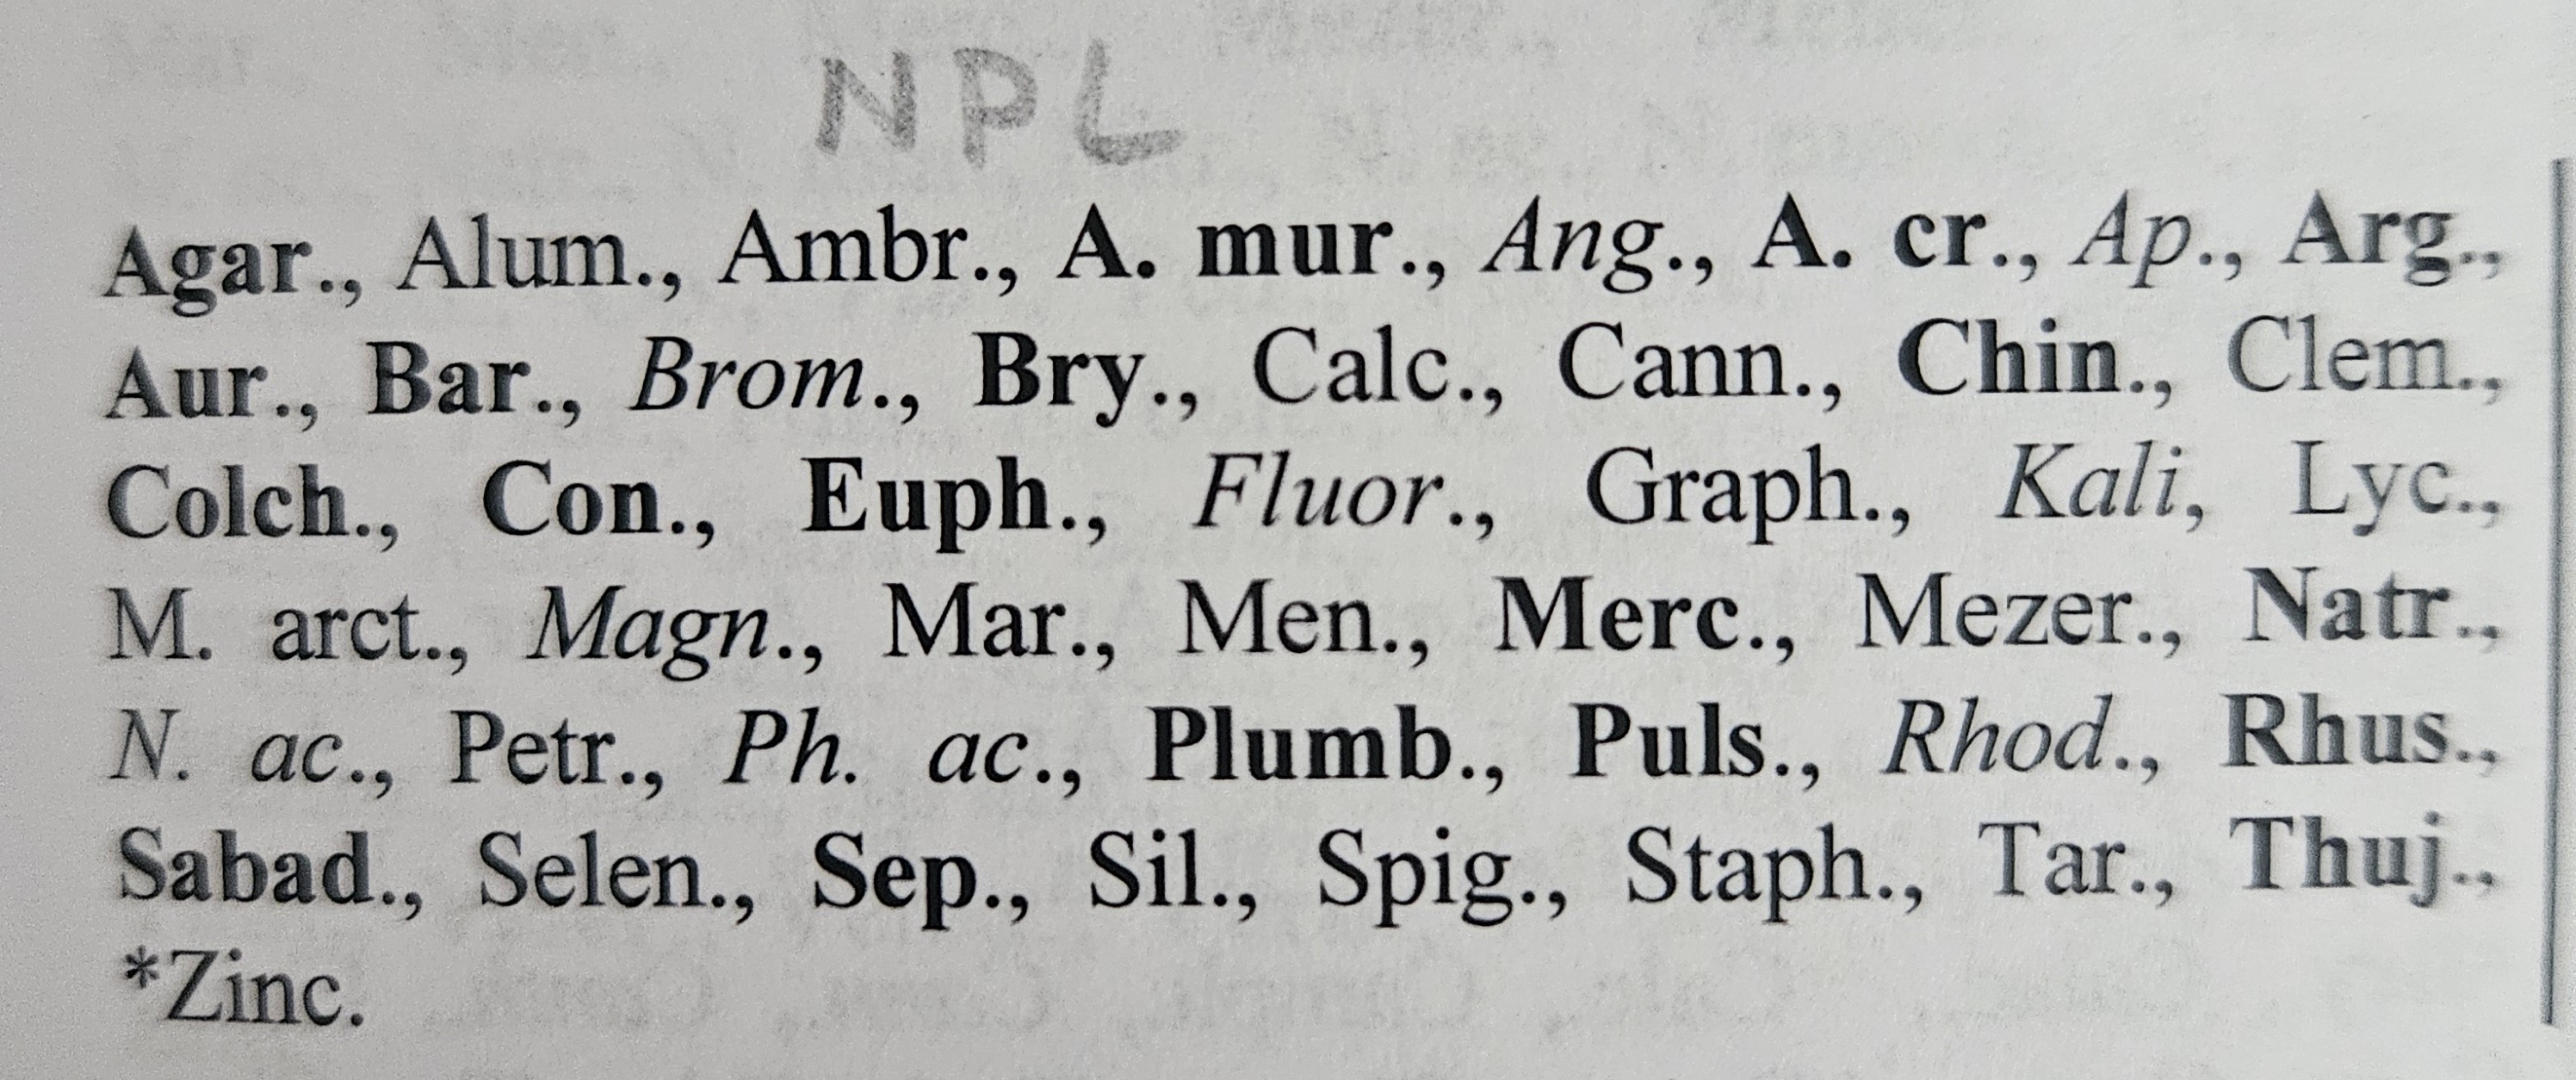 NPL
Agar., Alum., Ambr., A. mur., Ang., A. cr., Ap., Arg.,
Aur., Bar., Brom., Bry., Calc., Cann., Chin., Clem.,
Colch., Con., Euph., Fluor., Graph., Kali, Lyc.,
M. arct., Magn., Mar., Men., Merc., Mezer., Natr.,
N. ac., Petr., Ph. ac., Plumb., Puls., Rhod., Rhus.,
Sabad., Selen., Sep., Sil., Spig., Staph., Tar., Thuj.,
*Zinc.